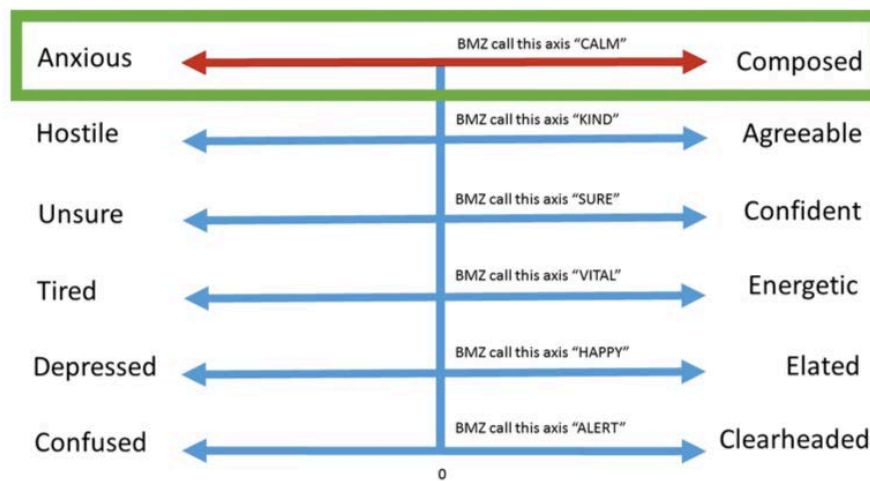 BMZ call this axis “CALM”
Anxious
Composed
BMZ call this axis “KIND”
Hostile
Agreeable
BMZ call this axis “SURE”
Unsure
Confident
BMZ call this axis “VITAL”
Tired
Energetic
BMZ call this axis “HAPPY”
Depressed
Elated
BMZ call this axis “ALERT”
Confused
Clearheaded
0